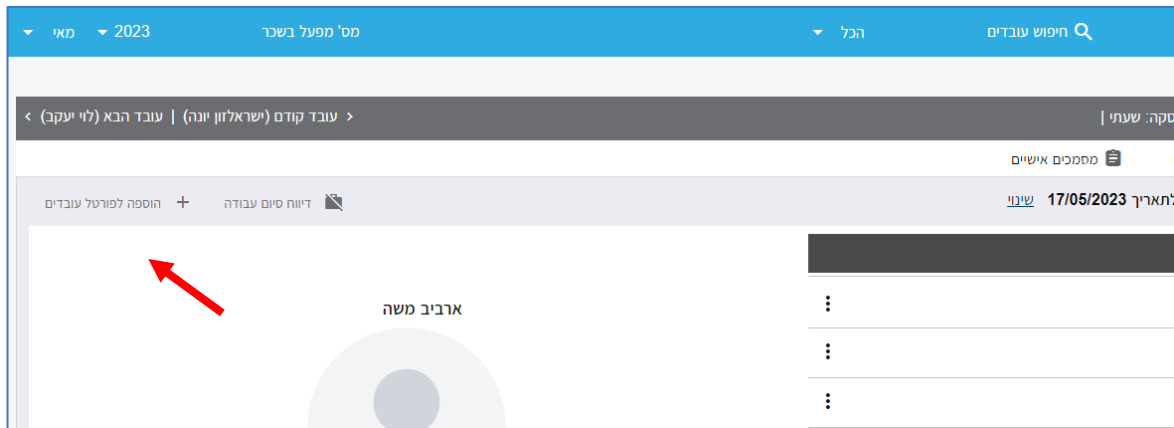 חיפוש עובדים הכל מס' מפעל בשכר 2023 מאי
סקה: שעתי | < עובד קודם (ישראלזון יונה) | עובד הבא (לוי יעקב) >
מסמכים אישיים
לתאריך 17/05/2023 שינוי דיווח סיום עבודה + הוספה לפורטל עובדים
ארביב משה